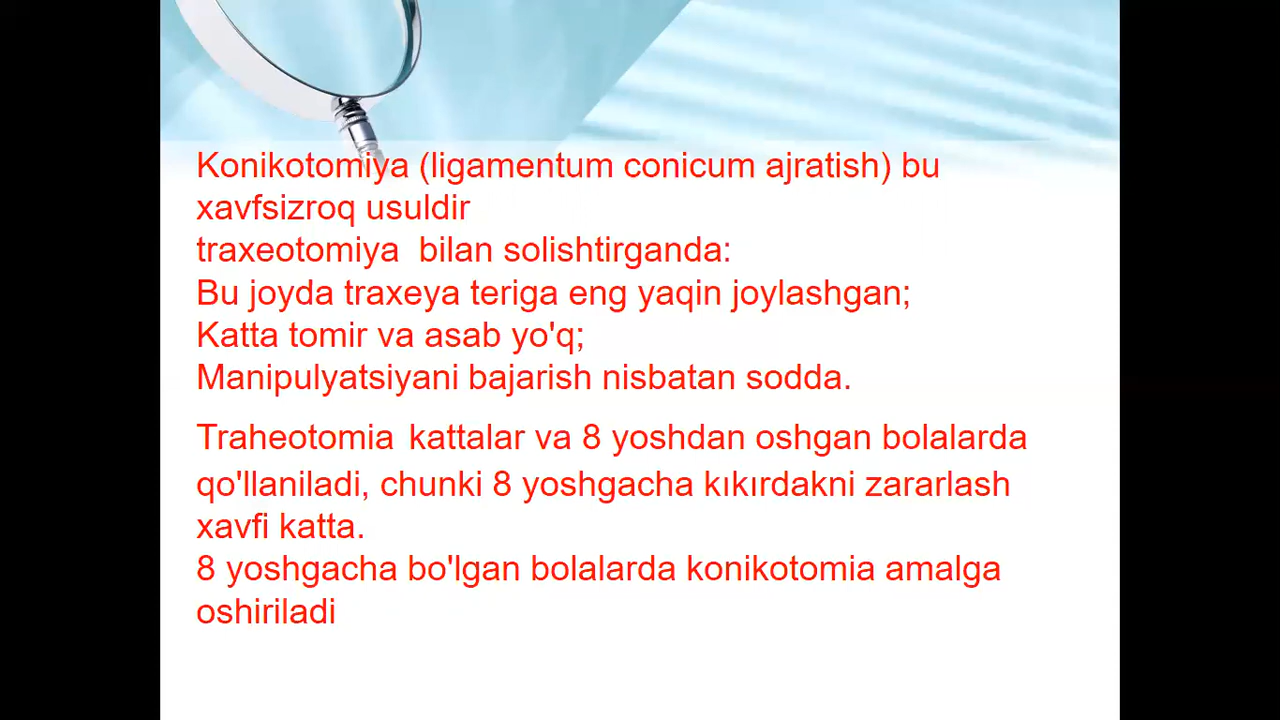 Konikotomiya (ligamentum conicum ajratish) bu
xavfsizroq usuldir
traxeotomiya bilan solishtirganda:
Bu joyda traxeya teriga eng yaqin joylashgan;
Katta tomir va asab yo'q;
Manipulyatsiyani bajarish nisbatan sodda.
Traheotomia kattalar va 8 yoshdan oshgan bolalarda
qo'llaniladi, chunki 8 yoshgacha kıkırdakni zararlash
xavfi katta.
8 yoshgacha bo'lgan bolalarda konikotomia amalga
oshiriladi